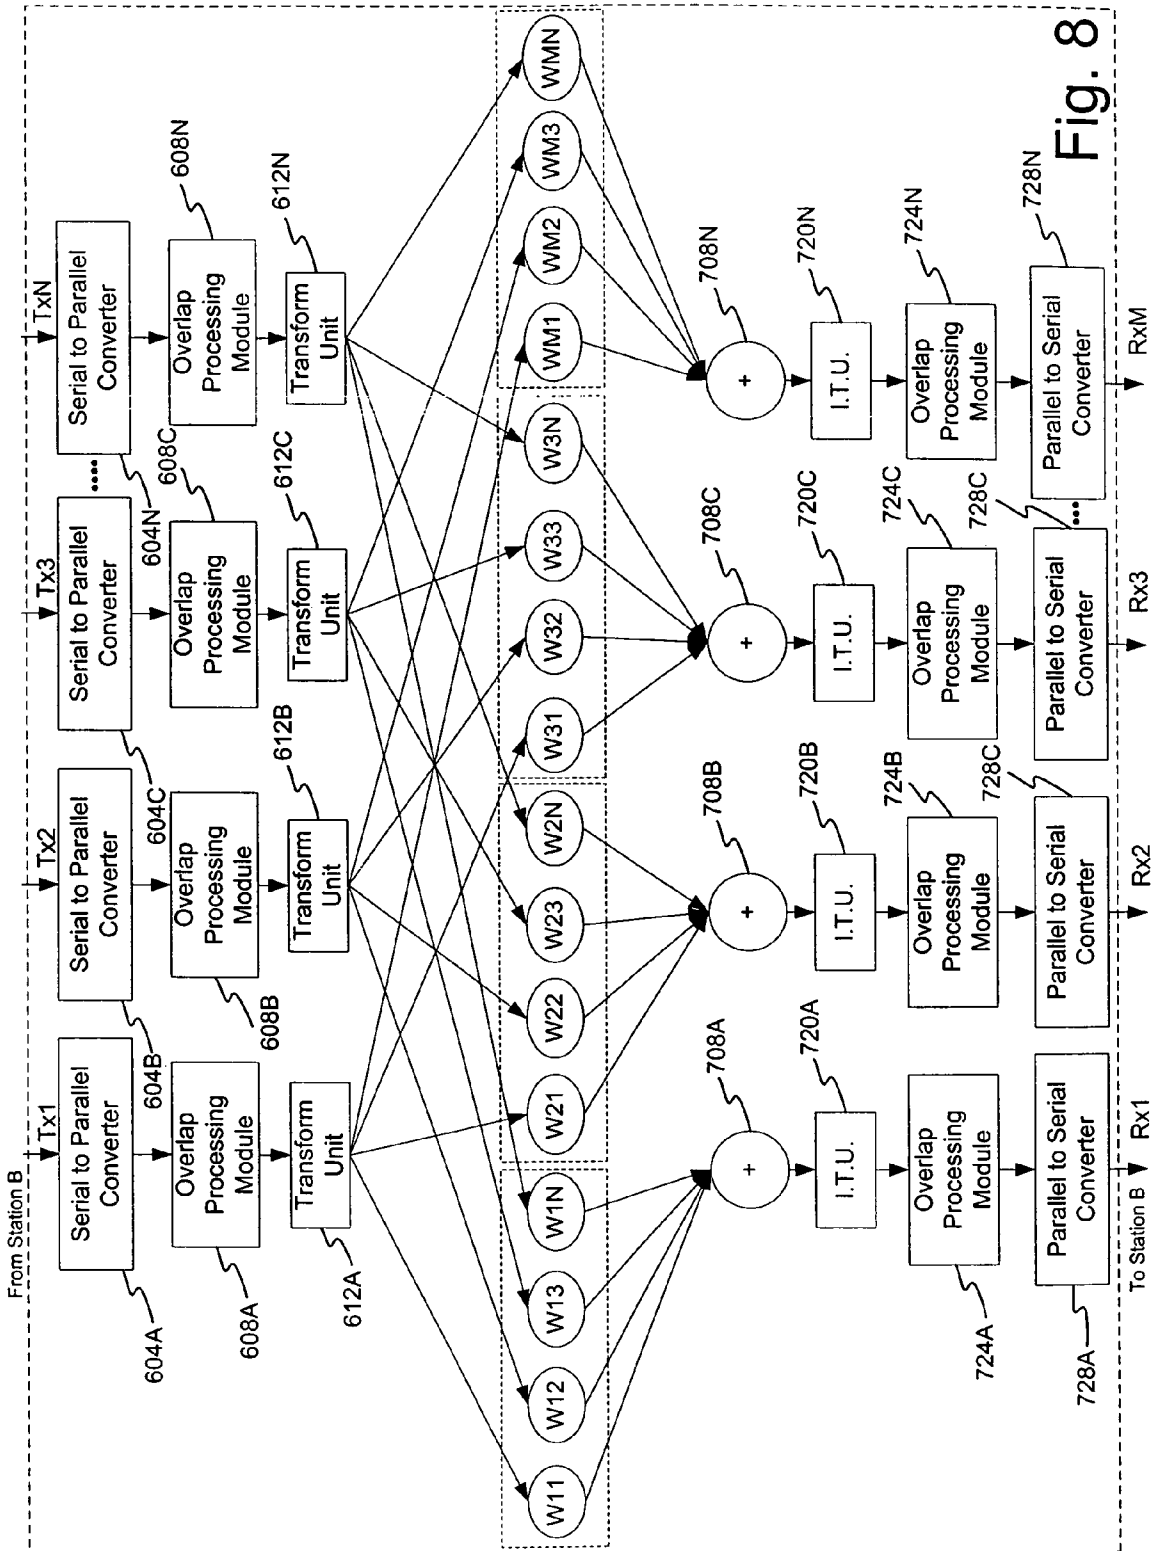 From Station B
Tx1
Tx2
Tx3
TxN
Serial to Parallel
Converter
Serial to Parallel
Converter
Serial to Parallel
Converter
....
Serial to Parallel
Converter
604A
604B
604C
604N
Overlap
Processing
Module
Overlap
Processing
Module
Overlap
Processing
Module
Overlap
Processing
Module
608A
608B
608C
608N
Transform
Unit
Transform
Unit
Transform
Unit
Transform
Unit
612A
612B
612C
612N
W11
W12
W13
W1N
W21
W22
W23
W2N
W31
W32
W33
W3N
WM1
WM2
WM3
WMN
+
+
+
+
708A
708B
708C
708N
I.T.U.
I.T.U.
I.T.U.
I.T.U.
720A
720B
720C
720N
Overlap
Processing
Module
Overlap
Processing
Module
Overlap
Processing
Module
Overlap
Processing
Module
724A
724B
724C
724N
Parallel to Serial
Converter
Parallel to Serial
Converter
Parallel to Serial
Converter
....
Parallel to Serial
Converter
728A
728C
728C
728N
To Station B
Rx1
Rx2
Rx3
RxM
Fig. 8